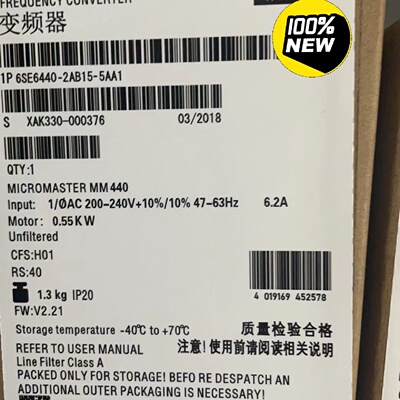 FREQUENCY CONVERTER
变频器
100%
NEW
1P 6SE6440-2AB15-5AA1
S XAK330-000376 03/2018
QTY:1
MICROMASTER MM440
Input: 1/ØAC 200-240V+10%/10% 47-63Hz 6.2A
Motor: 0.55KW
Unfiltered
CFS:H01
RS:40
1.3 kg IP20
4 019169 452578
FW:V2.21
Storage temperature -40℃ to +70℃
质量检验合格
REFER TO USER MANUAL
注意!使用前请阅读相关说明
Line Filter Class A
PACKED ONLY FOR STORAGE! BEFO RE DESPATCH AN
ADDITIONAL OUTER PACKAGING IS NECESSARY!